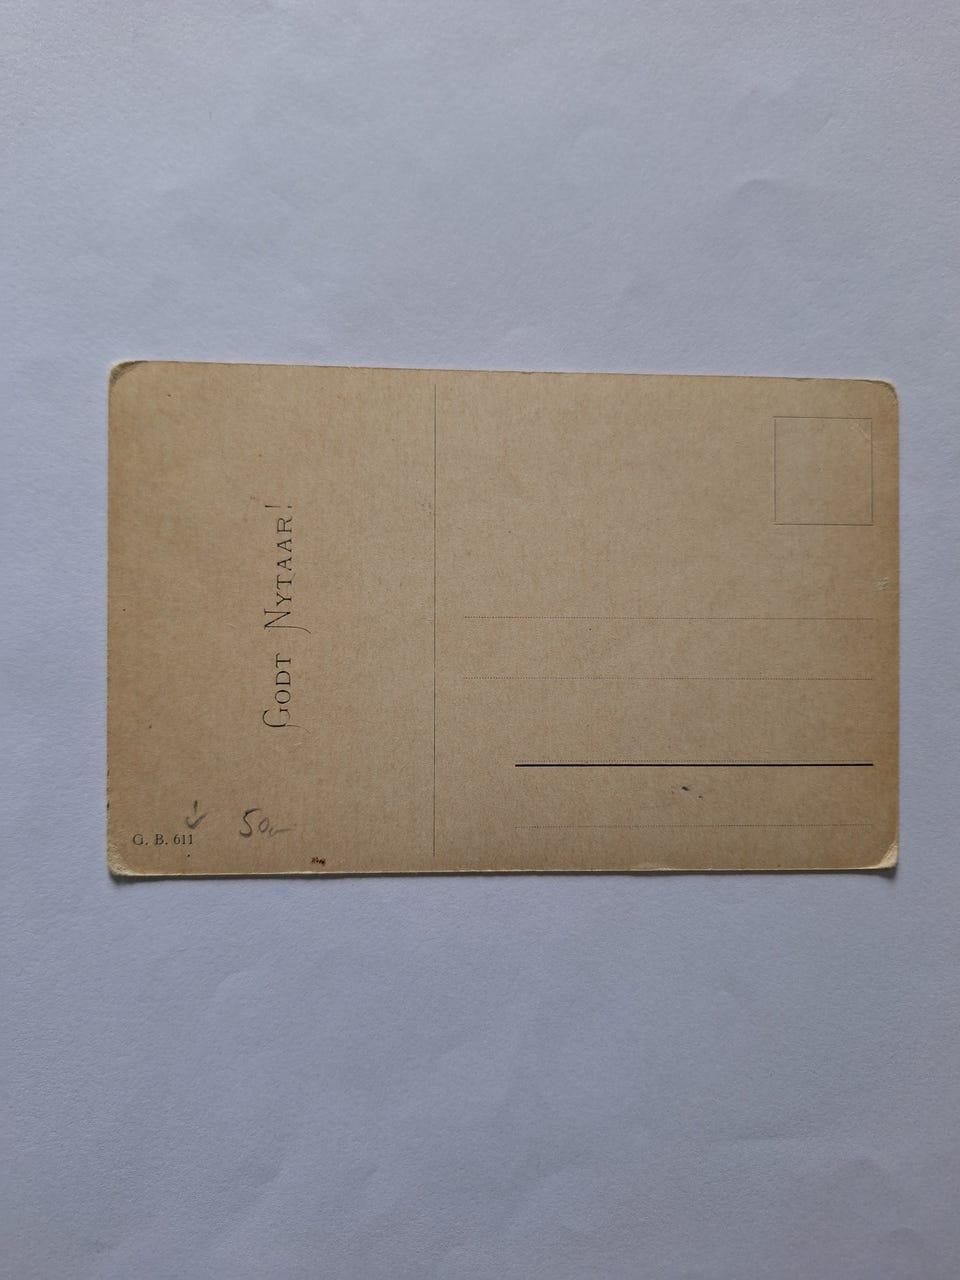 GODT NYTAAR!
G. B. 611
50,-